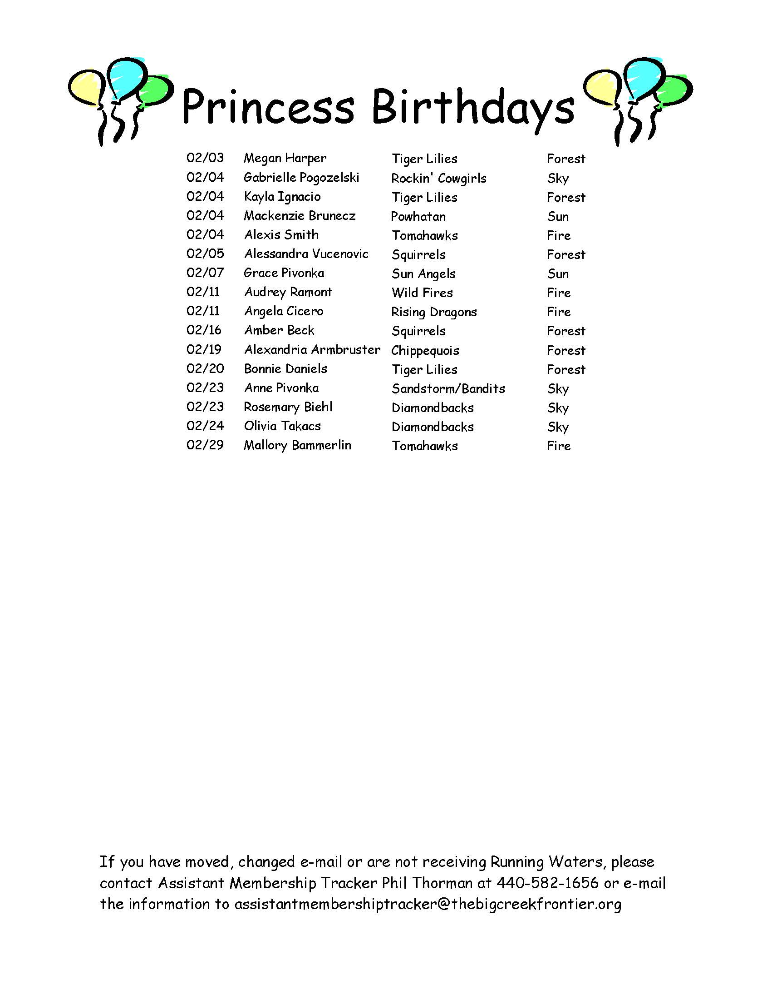 Princess Birthdays
02/03 Megan Harper Tiger Lilies Forest
02/04 Gabrielle Pogozelski Rockin' Cowgirls Sky
02/04 Kayla Ignacio Tiger Lilies Forest
02/04 Mackenzie Brunecz Powhatan Sun
02/04 Alexis Smith Tomahawks Fire
02/05 Alessandra Vucenovic Squirrels Forest
02/07 Grace Pivonka Sun Angels Sun
02/11 Audrey Ramont Wild Fires Fire
02/11 Angela Cicero Rising Dragons Fire
02/16 Amber Beck Squirrels Forest
02/19 Alexandria Armbruster Chippequois Forest
02/20 Bonnie Daniels Tiger Lilies Forest
02/23 Anne Pivonka Sandstorm/Bandits Sky
02/23 Rosemary Biehl Diamondbacks Sky
02/24 Olivia Takacs Diamondbacks Sky
02/29 Mallory Bammerlin Tomahawks Fire
If you have moved, changed e-mail or are not receiving Running Waters, please
contact Assistant Membership Tracker Phil Thorman at 440-582-1656 or e-mail
the information to assistantmembershiptracker@thebigcreekfrontier.org